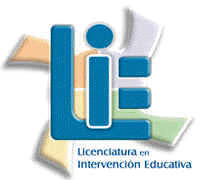 LiE
Licenciatura en
Intervención Educativa